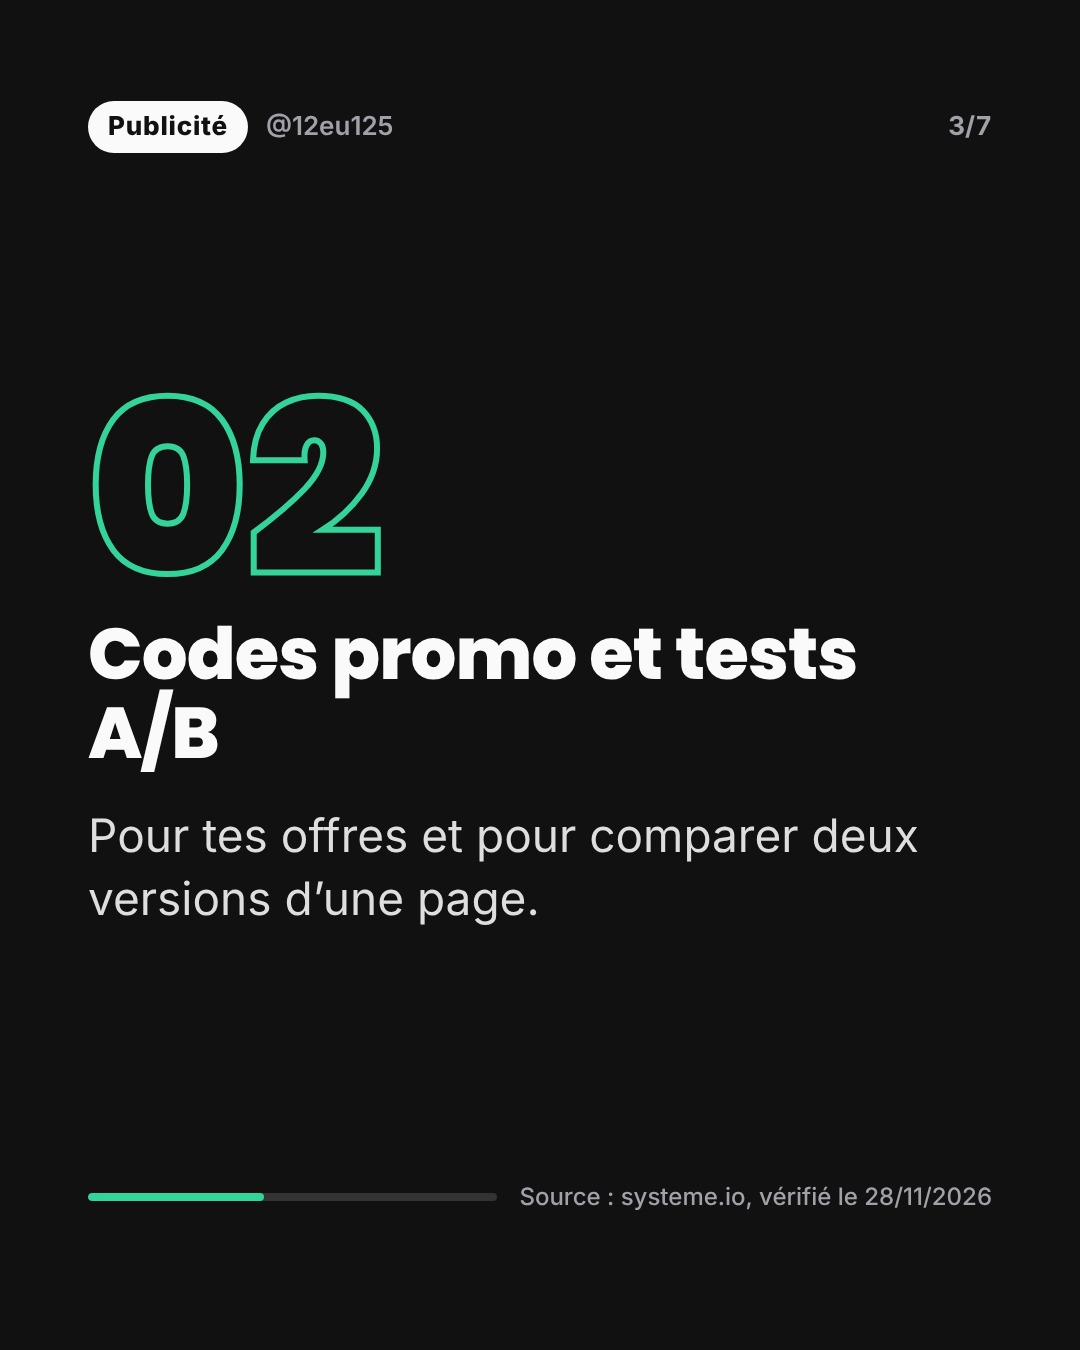 Publicité @12eu125 3/7
02
Codes promo et tests
A/B
Pour tes offres et pour comparer deux
versions d’une page.
Source : systeme.io, vérifié le 28/11/2026